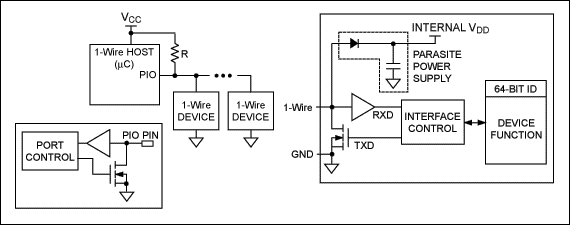 VCC
1-Wire HOST
(µC)
R
PIO
1-Wire
DEVICE
1-Wire
DEVICE
PORT
CONTROL
PIO PIN
INTERNAL VDD
PARASITE
POWER
SUPPLY
1-Wire
RXD
TXD
GND
INTERFACE
CONTROL
64-BIT ID
DEVICE
FUNCTION